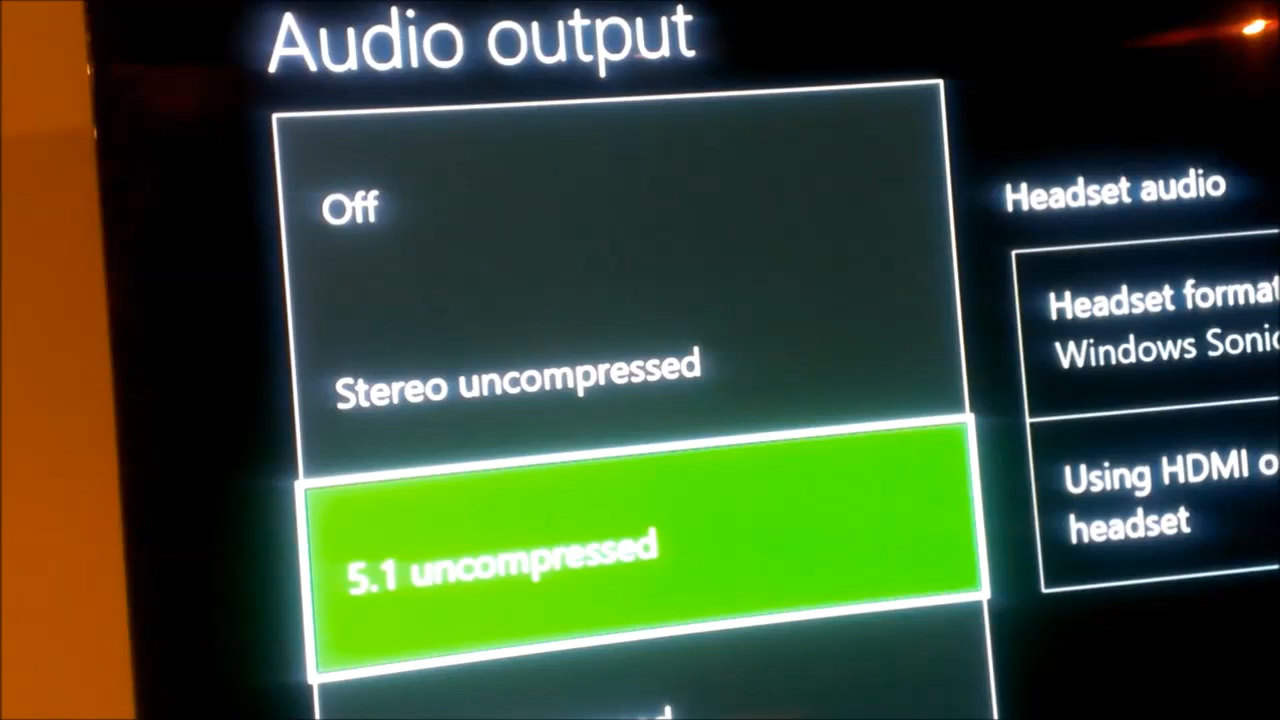 Audio output
Off
Stereo uncompressed
5.1 uncompressed
Headset audio
Headset format
Windows Sonic
Using HDMI o
headset